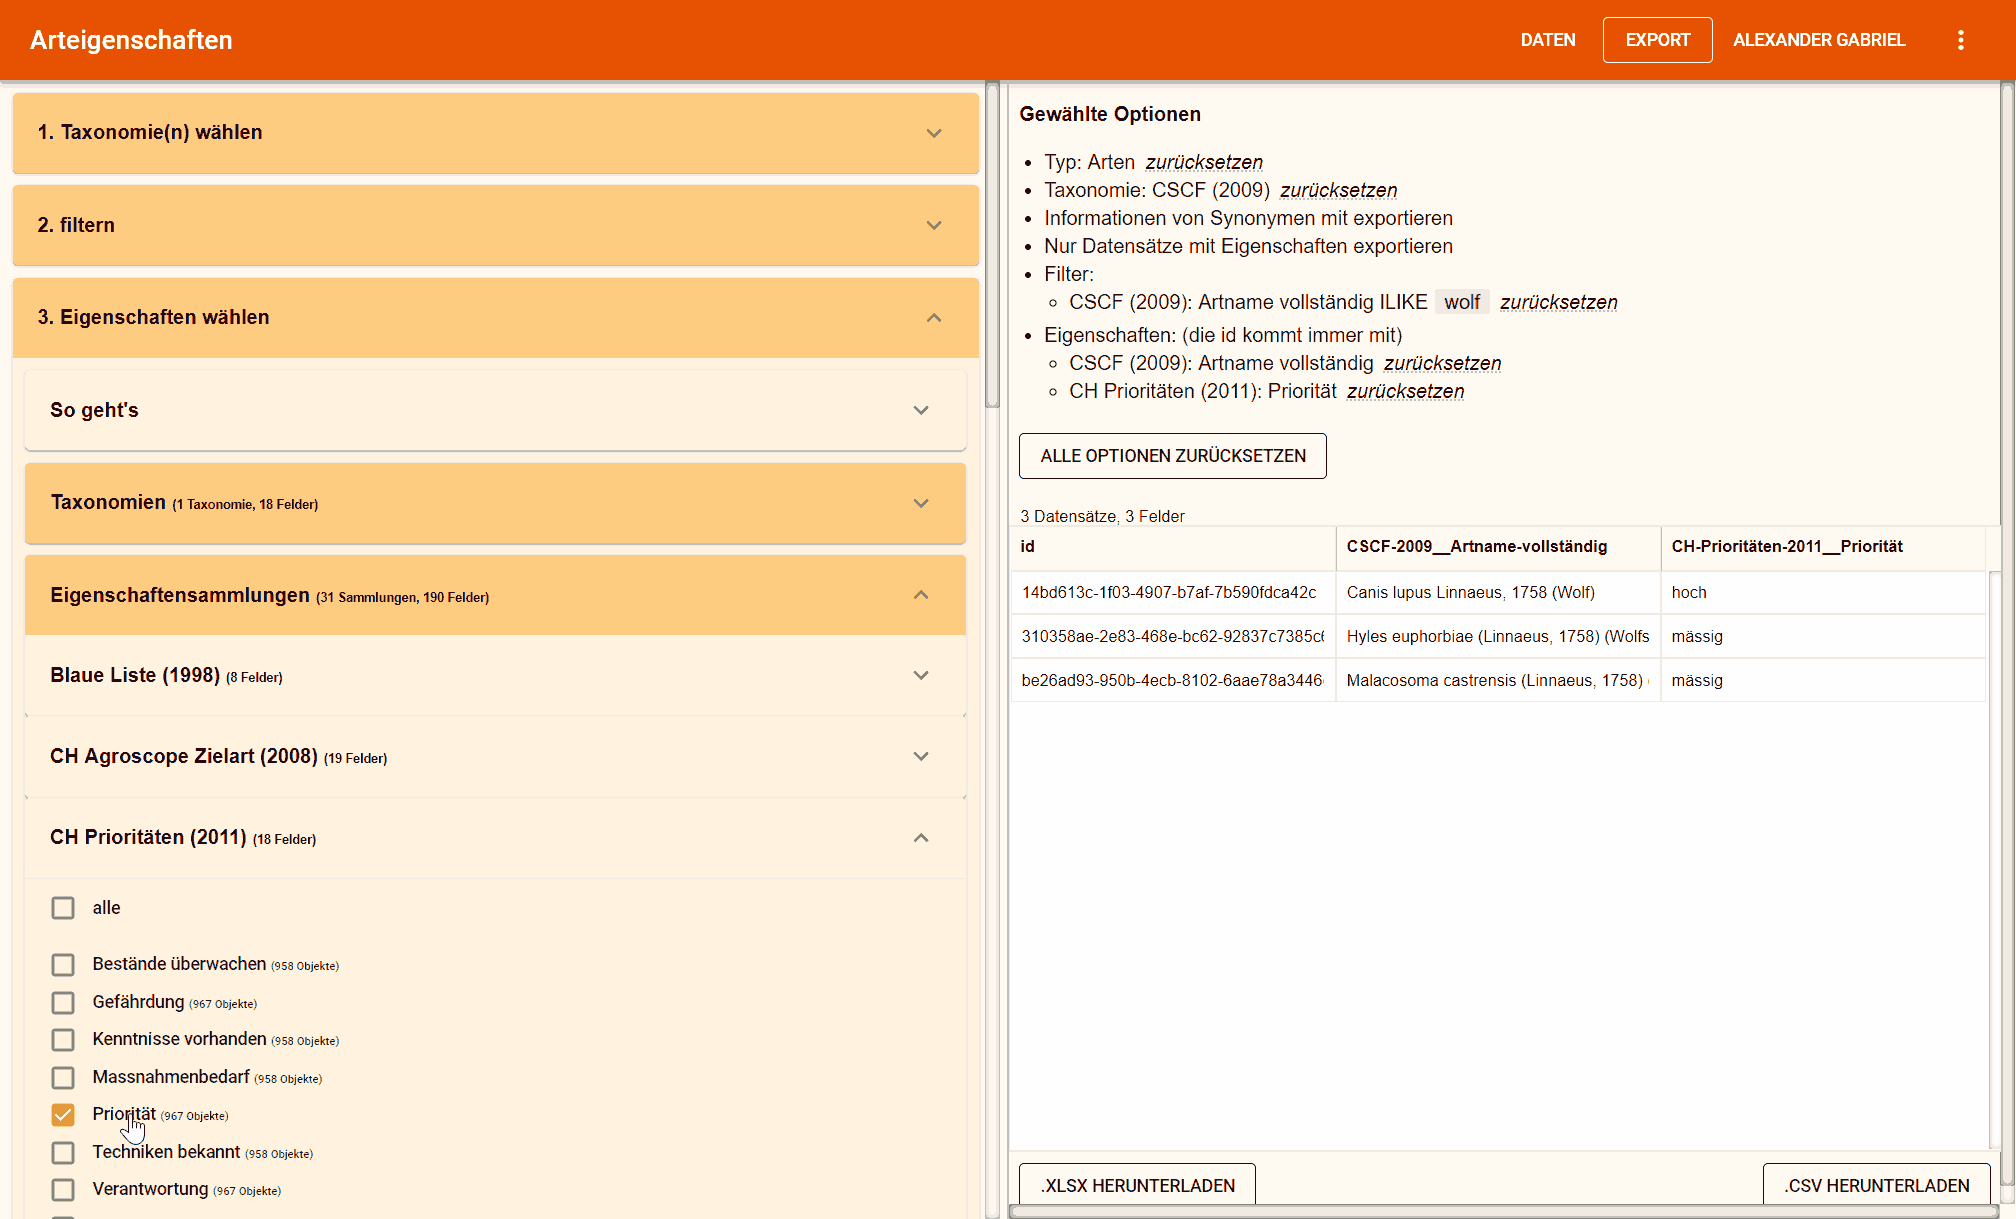 Arteigenschaften
DATEN
EXPORT
ALEXANDER GABRIEL
1. Taxonomie(n) wählen
2. filtern
3. Eigenschaften wählen
So geht's
Taxonomien (1 Taxonomie, 18 Felder)
Eigenschaftensammlungen (31 Sammlungen, 190 Felder)
Blaue Liste (1998) (8 Felder)
CH Agroscope Zielart (2008) (19 Felder)
CH Prioritäten (2011) (18 Felder)
alle
Bestände überwachen (958 Objekte)
Gefährdung (967 Objekte)
Kenntnisse vorhanden (958 Objekte)
Massnahmenbedarf (958 Objekte)
Priorität (967 Objekte)
Techniken bekannt (958 Objekte)
Verantwortung (967 Objekte)
Gewählte Optionen
Typ: Arten zurücksetzen
Taxonomie: CSCF (2009) zurücksetzen
Informationen von Synonymen mit exportieren
Nur Datensätze mit Eigenschaften exportieren
Filter:
CSCF (2009): Artname vollständig ILIKE wolf zurücksetzen
Eigenschaften: (die id kommt immer mit)
CSCF (2009): Artname vollständig zurücksetzen
CH Prioritäten (2011): Priorität zurücksetzen
ALLE OPTIONEN ZURÜCKSETZEN
3 Datensätze, 3 Felder
id CSCF-2009__Artname-vollständig CH-Prioritäten-2011__Priorität
14bd613c-1f03-4907-b7af-7b590fdca42c Canis lupus Linnaeus, 1758 (Wolf) hoch
310358ae-2e83-468e-bc62-92837c7385c Hyles euphorbiae (Linnaeus, 1758) (Wolfs mässig
be26ad93-950b-4ecb-8102-6aae78a3446 Malacosoma castrensis (Linnaeus, 1758) mässig
.XLSX HERUNTERLADEN
.CSV HERUNTERLADEN